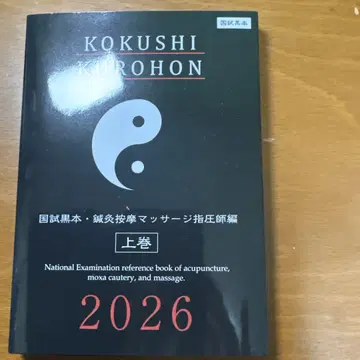 国試黒本
KOKUSHI
KUROHON
国試黒本・鍼灸按摩マッサージ指圧師編
上巻
National Examination reference book of acupuncture,
moxa cautery, and massage.
2026